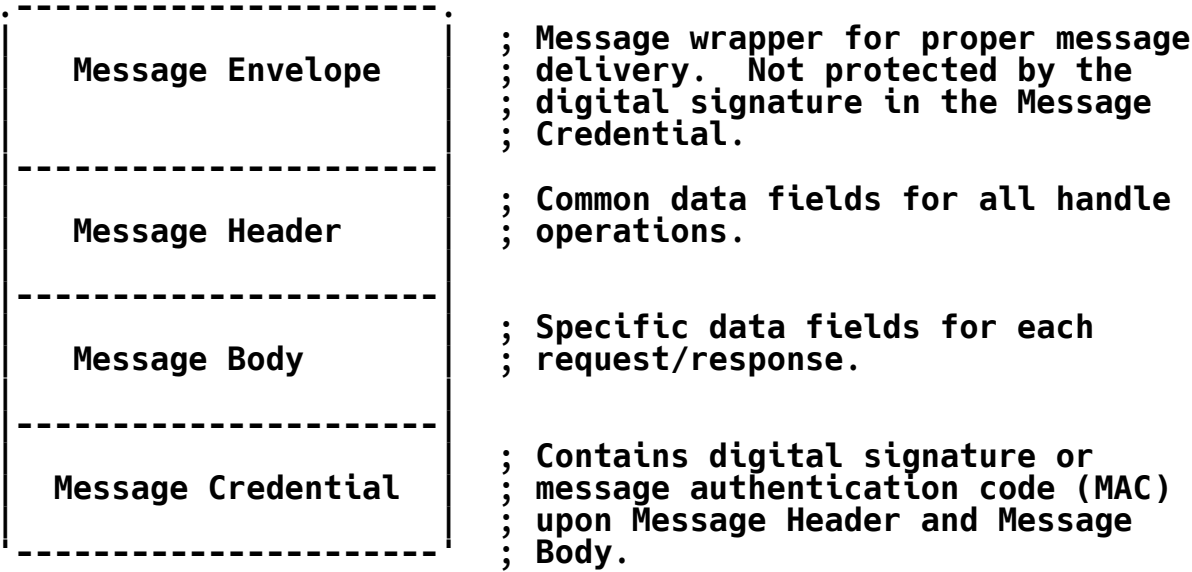 .----------------------.
|                      |  ; Message wrapper for proper message
|   Message Envelope   |  ; delivery.  Not protected by the
|                      |  ; digital signature in the Message
|                      |  ; Credential.
|----------------------|
|                      |  ; Common data fields for all handle
|   Message Header     |  ; operations.
|                      |
|----------------------|
|                      |  ; Specific data fields for each
|   Message Body       |  ; request/response.
|                      |
|----------------------|
|                      |  ; Contains digital signature or
|  Message Credential  |  ; message authentication code (MAC)
|                      |  ; upon Message Header and Message
'----------------------'  ; Body.